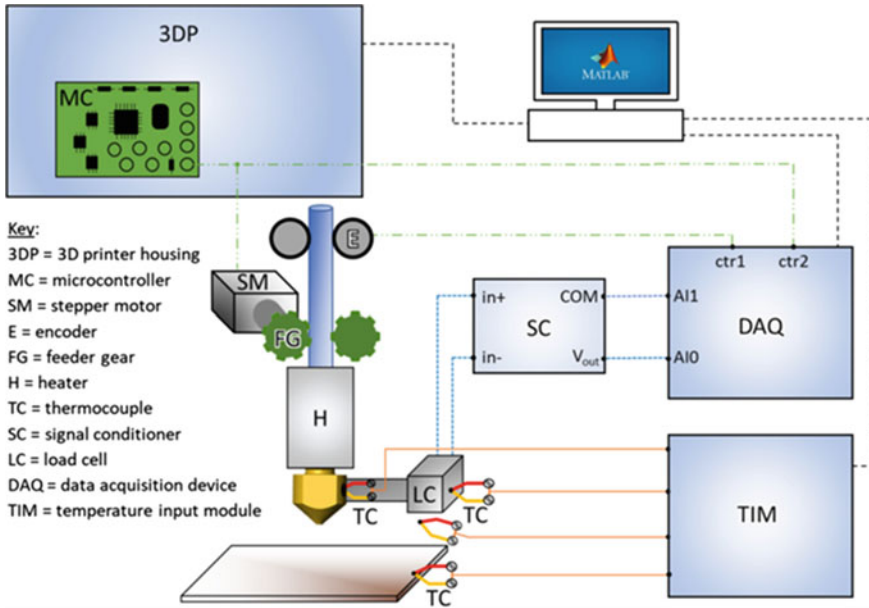 3DP
MC
MATLAB
Key:
3DP = 3D printer housing
MC = microcontroller
SM = stepper motor
E = encoder
FG = feeder gear
H = heater
TC = thermocouple
SC = signal conditioner
LC = load cell
DAQ = data acquisition device
TIM = temperature input module
E
SM
FG
H
LC
TC
TC
TC
in+
in-
SC
COM
Vout
ctr1
ctr2
AI1
AI0
DAQ
TIM